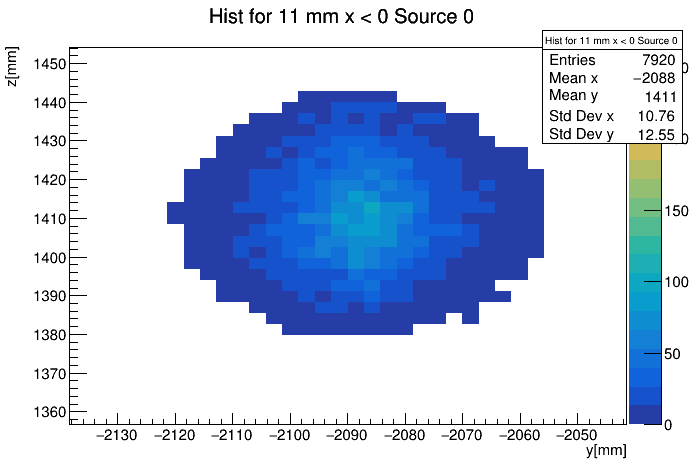 Hist for 11 mm x < 0 Source 0
z[mm]
1450
1440
1430
1420
1410
1400
1390
1380
1370
1360
−2130 −2120 −2110 −2100 −2090 −2080 −2070 −2060 −2050
y[mm]
Hist for 11 mm x < 0 Source 0
Entries 7920
Mean x −2088
Mean y 1411
Std Dev x 10.76
Std Dev y 12.55
0
0
150
100
50
0